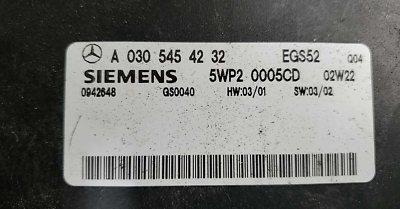 A 030 545 42 32 EGS52 Q04
SIEMENS 5WP2 0005CD 02W22
0942648 GS0040 HW:03/01 SW:03/02